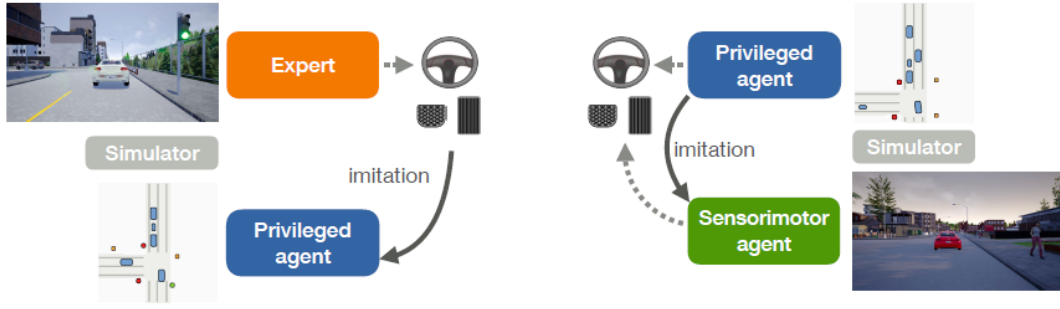 Expert
Simulator
imitation
Privileged
agent
Privileged
agent
imitation
Simulator
Sensorimotor
agent